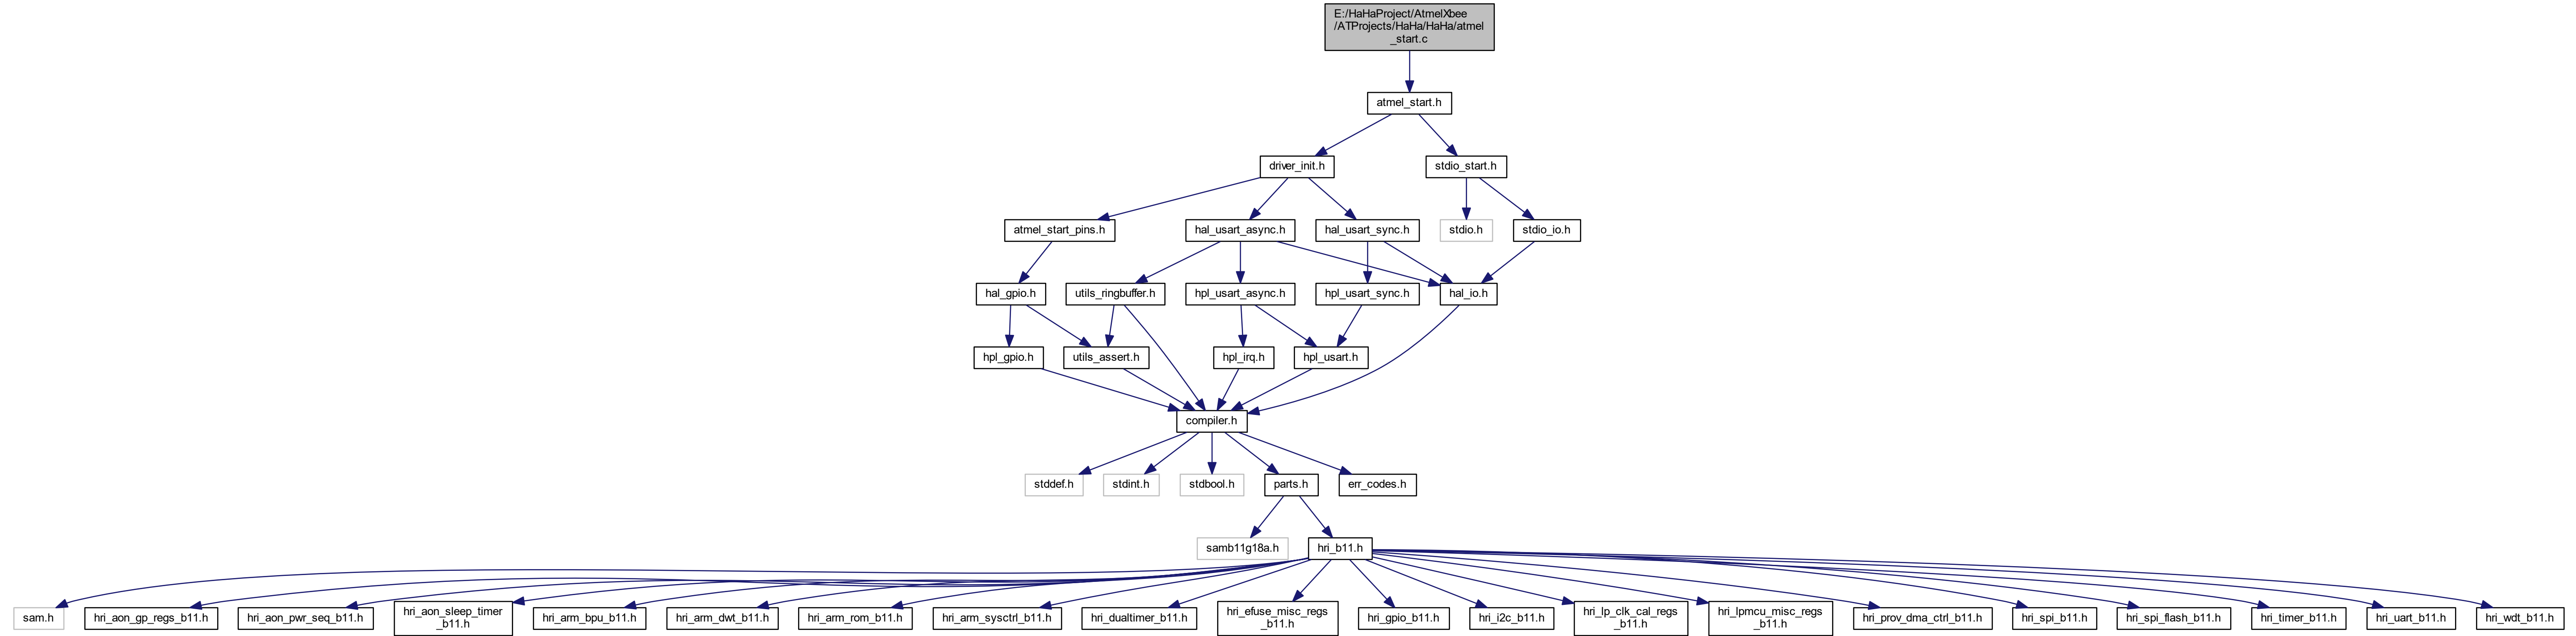 E:/HaHaProject/AtmelXbee
/ATProjects/HaHa/HaHa/atmel
_start.c
atmel_start.h
driver_init.h
stdio_start.h
atmel_start_pins.h
hal_usart_async.h
hal_usart_sync.h
stdio.h
stdio_io.h
hal_gpio.h
utils_ringbuffer.h
hpl_usart_async.h
hpl_usart_sync.h
hal_io.h
hpl_gpio.h
utils_assert.h
hpl_irq.h
hpl_usart.h
compiler.h
stddef.h
stdint.h
stdbool.h
parts.h
err_codes.h
samb11g18a.h
hri_b11.h
sam.h
hri_aon_gp_regs_b11.h
hri_aon_pwr_seq_b11.h
hri_aon_sleep_timer
_b11.h
hri_arm_bpu_b11.h
hri_arm_dwt_b11.h
hri_arm_rom_b11.h
hri_arm_sysctrl_b11.h
hri_dualtimer_b11.h
hri_efuse_misc_regs
_b11.h
hri_gpio_b11.h
hri_i2c_b11.h
hri_lp_clk_cal_regs
_b11.h
hri_lpmcu_misc_regs
_b11.h
hri_prov_dma_ctrl_b11.h
hri_spi_b11.h
hri_spi_flash_b11.h
hri_timer_b11.h
hri_uart_b11.h
hri_wdt_b11.h